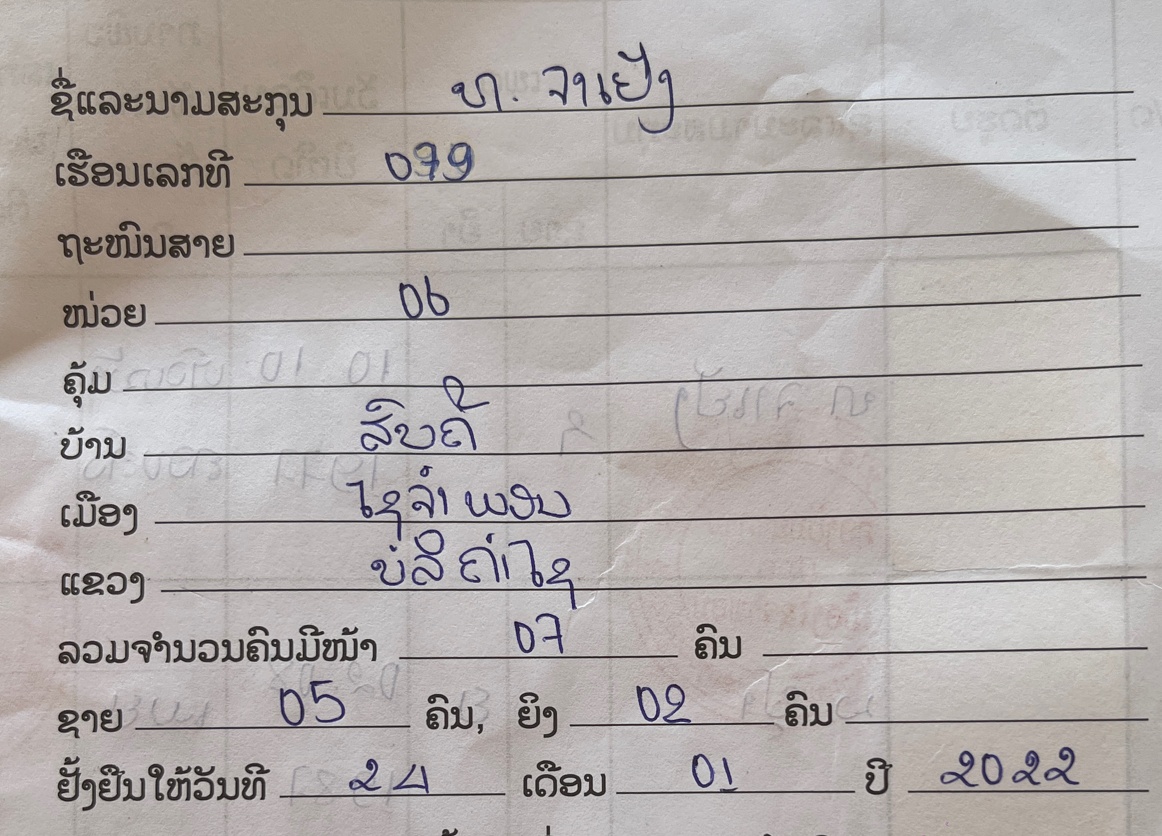 ຊື່ແລະນາມສະກຸນ ທ. ຈາເຢັງ
ເຮືອນເລກທີ 079
ຖະໜົນສາຍ
ໜ່ວຍ 06
ຄຸ້ມ
ບ້ານ ສົບຄີ້
ເມືອງ ໄຊຈຳພອນ
ແຂວງ ບໍລິຄຳໄຊ
ລວມຈຳນວນຄົນມີໜ້າ 07 ຄົນ
ຊາຍ 05 ຄົນ, ຍິງ 02 ຄົນ
ຢັ້ງຢືນໃຫ້ວັນທີ 24 ເດືອນ 01 ປີ 2022